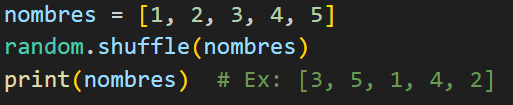 nombres = [1, 2, 3, 4, 5]
random.shuffle(nombres)
print(nombres)  # Ex: [3, 5, 1, 4, 2]